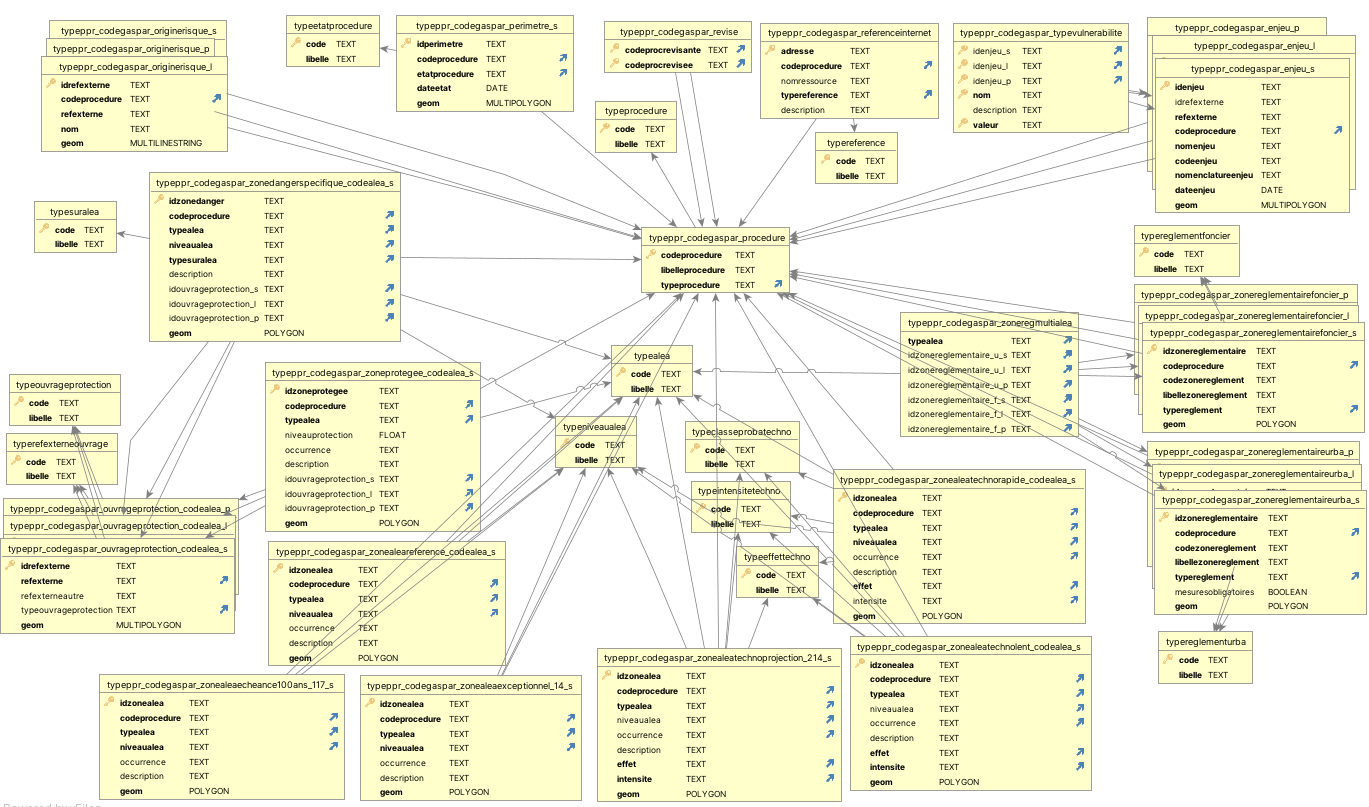 typeppr_codegaspar_originerisque_s
typeppr_codegaspar_originerisque_p
typeppr_codegaspar_originerisque_l
idrefexterne TEXT
codeprocedure TEXT
refexterne TEXT
nom TEXT
geom MULTILINESTRING
typeetatprocedure
code TEXT
libelle TEXT
typeppr_codegaspar_perimetre_s
idperimetre TEXT
codeprocedure TEXT
etatprocedure TEXT
dateetat DATE
geom MULTIPOLYGON
typeppr_codegaspar_revise
codeprocrevisante TEXT
codeprocrevisee TEXT
typeppr_codegaspar_referenceinternet
adresse TEXT
codeprocedure TEXT
nomressource TEXT
typereference TEXT
description TEXT
typeppr_codegaspar_typevulnerabilite
idenjeu_s TEXT
idenjeu_l TEXT
idenjeu_p TEXT
nom TEXT
description TEXT
valeur TEXT
typeppr_codegaspar_enjeu_p
typeppr_codegaspar_enjeu_l
typeppr_codegaspar_enjeu_s
idenjeu TEXT
idrefexterne TEXT
refexterne TEXT
codeprocedure TEXT
nomenjeu TEXT
codeenjeu TEXT
nomenclatureenjeu TEXT
dateenjeu DATE
geom MULTIPOLYGON
typeprocedure
code TEXT
libelle TEXT
typereference
code TEXT
libelle TEXT
typesuralea
code TEXT
libelle TEXT
typeppr_codegaspar_zonedangerspecifique_codealea_s
idzonedanger TEXT
codeprocedure TEXT
typealea TEXT
niveaualea TEXT
typesuralea TEXT
description TEXT
idouvrageprotection_s TEXT
idouvrageprotection_l TEXT
idouvrageprotection_p TEXT
geom POLYGON
typeppr_codegaspar_procedure
codeprocedure TEXT
libelleprocedure TEXT
typeprocedure TEXT
typereglementfoncier
code TEXT
libelle TEXT
typeppr_codegaspar_zonereglementairefoncier_p
typeppr_codegaspar_zonereglementairefoncier_l
typeppr_codegaspar_zonereglementairefoncier_s
idzonereglementaire TEXT
codeprocedure TEXT
codezonereglement TEXT
libellezonereglement TEXT
typereglement TEXT
geom POLYGON
typeppr_codegaspar_zoneregmultialea
typealea TEXT
idzonereglementaire_u_s TEXT
idzonereglementaire_u_l TEXT
idzonereglementaire_u_p TEXT
idzonereglementaire_f_s TEXT
idzonereglementaire_f_l TEXT
idzonereglementaire_f_p TEXT
typealea
code TEXT
libelle TEXT
typeouvrageprotection
code TEXT
libelle TEXT
typeppr_codegaspar_zoneprotegee_codealea_s
idzoneprotegee TEXT
codeprocedure TEXT
typealea TEXT
niveauprotection FLOAT
occurrence TEXT
description TEXT
idouvrageprotection_s TEXT
idouvrageprotection_l TEXT
idouvrageprotection_p TEXT
geom POLYGON
typeniveaualea
code TEXT
libelle TEXT
typeclasseprobatechno
code TEXT
libelle TEXT
typerefexterneouvrage
code TEXT
libelle TEXT
typeppr_codegaspar_zonereglementaireurba_p
typeppr_codegaspar_zonereglementaireurba_l
typeppr_codegaspar_zonereglementaireurba_s
idzonereglementaire TEXT
codeprocedure TEXT
codezonereglement TEXT
libellezonereglement TEXT
typereglement TEXT
mesuresobligatoires BOOLEAN
geom POLYGON
typeintensitetechno
code TEXT
libelle TEXT
typeppr_codegaspar_zonealeatechnorapide_codealea_s
idzonealea TEXT
codeprocedure TEXT
typealea TEXT
niveaualea TEXT
occurrence TEXT
description TEXT
effet TEXT
intensite TEXT
geom POLYGON
typeppr_codegaspar_ouvrageprotection_codealea_p
typeppr_codegaspar_ouvrageprotection_codealea_l
typeppr_codegaspar_ouvrageprotection_codealea_s
idrefexterne TEXT
refexterne TEXT
refexterneautre TEXT
typeouvrageprotection TEXT
geom MULTIPOLYGON
typeppr_codegaspar_zonealeareference_codealea_s
idzonealea TEXT
codeprocedure TEXT
typealea TEXT
niveaualea TEXT
occurrence TEXT
description TEXT
geom POLYGON
typeeffettechno
code TEXT
libelle TEXT
typereglementurba
code TEXT
libelle TEXT
typeppr_codegaspar_zonealeaecheance100ans_117_s
idzonealea TEXT
codeprocedure TEXT
typealea TEXT
niveaualea TEXT
occurrence TEXT
description TEXT
geom POLYGON
typeppr_codegaspar_zonealeaexceptionnel_14_s
idzonealea TEXT
codeprocedure TEXT
typealea TEXT
niveaualea TEXT
occurrence TEXT
description TEXT
geom POLYGON
typeppr_codegaspar_zonealeatechnoprojection_214_s
idzonealea TEXT
codeprocedure TEXT
typealea TEXT
niveaualea TEXT
occurrence TEXT
description TEXT
effet TEXT
intensite TEXT
geom POLYGON
typeppr_codegaspar_zonealeatechnolent_codealea_s
idzonealea TEXT
codeprocedure TEXT
typealea TEXT
niveaualea TEXT
occurrence TEXT
description TEXT
effet TEXT
intensite TEXT
geom POLYGON
Powered by yFiles